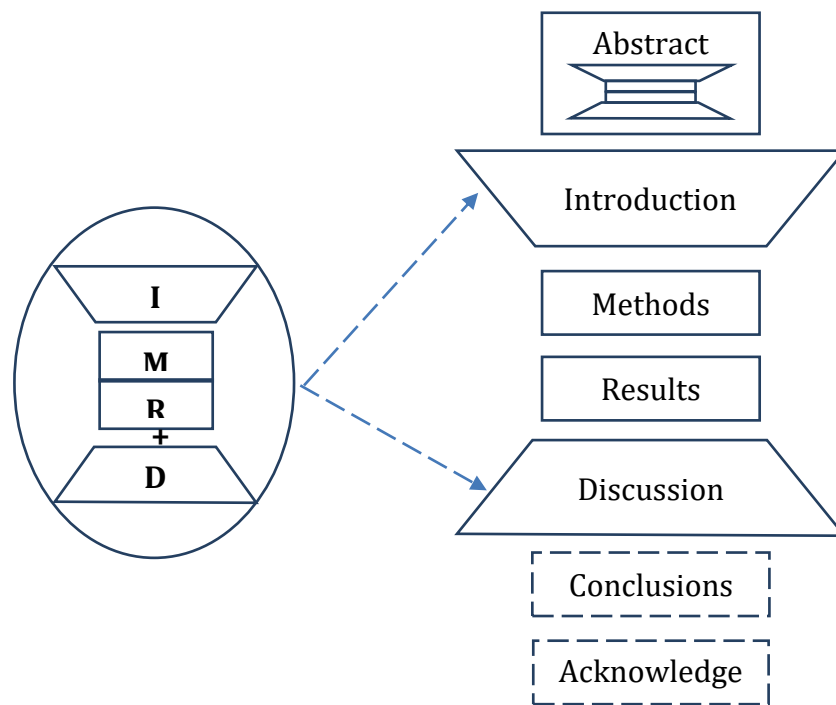 I
M
R
+
D
Abstract
Introduction
Methods
Results
Discussion
Conclusions
Acknowledge